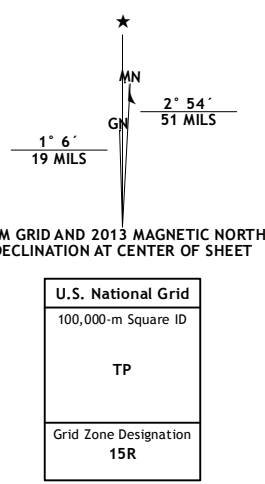 ★
MN
GN
2° 54´
51 MILS
1° 6´
19 MILS
M GRID AND 2013 MAGNETIC NORTH
DECLINATION AT CENTER OF SHEET
U.S. National Grid
100,000-m Square ID
TP
Grid Zone Designation
15R